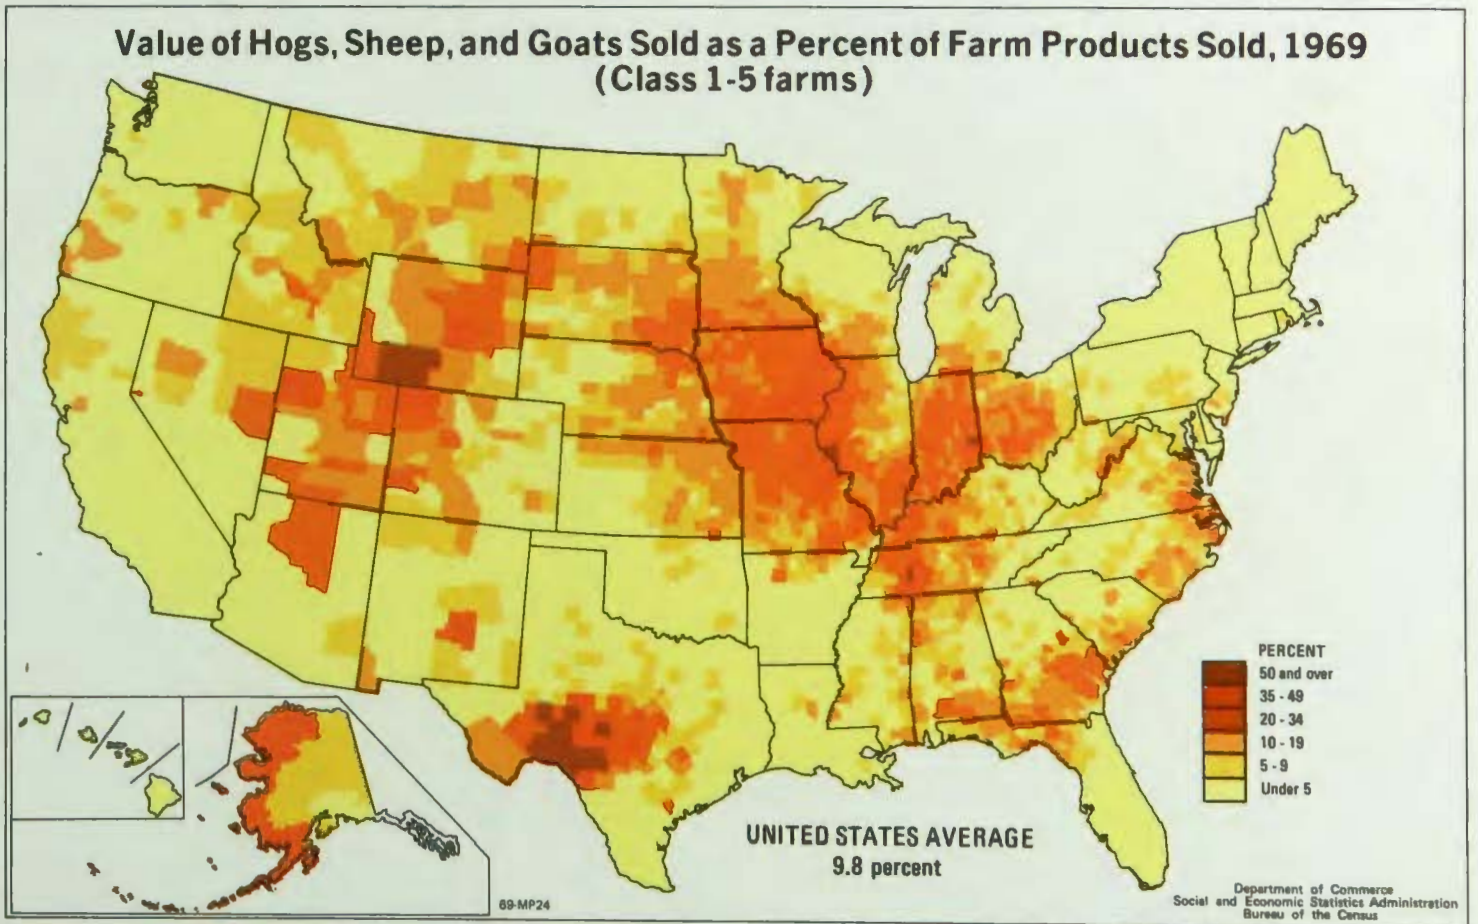 Value of Hogs, Sheep, and Goats Sold as a Percent of Farm Products Sold, 1969
(Class 1-5 farms)
PERCENT
50 and over
35 - 49
20 - 34
10 - 19
5 - 9
Under 5
UNITED STATES AVERAGE
9.8 percent
69-MP24
Department of Commerce
Social and Economic Statistics Administration
Bureau of the Census